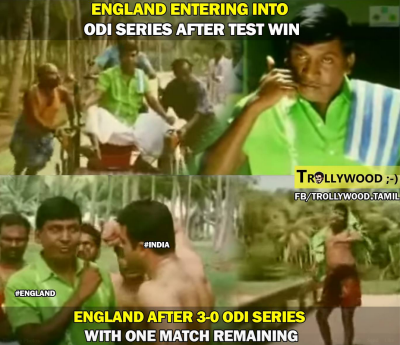 ENGLAND ENTERING INTO
ODI SERIES AFTER TEST WIN
TROLLYWOOD ;-)
FB/TROLLYWOOD.TAMIL
#INDIA
#ENGLAND
ENGLAND AFTER 3-0 ODI SERIES
WITH ONE MATCH REMAINING